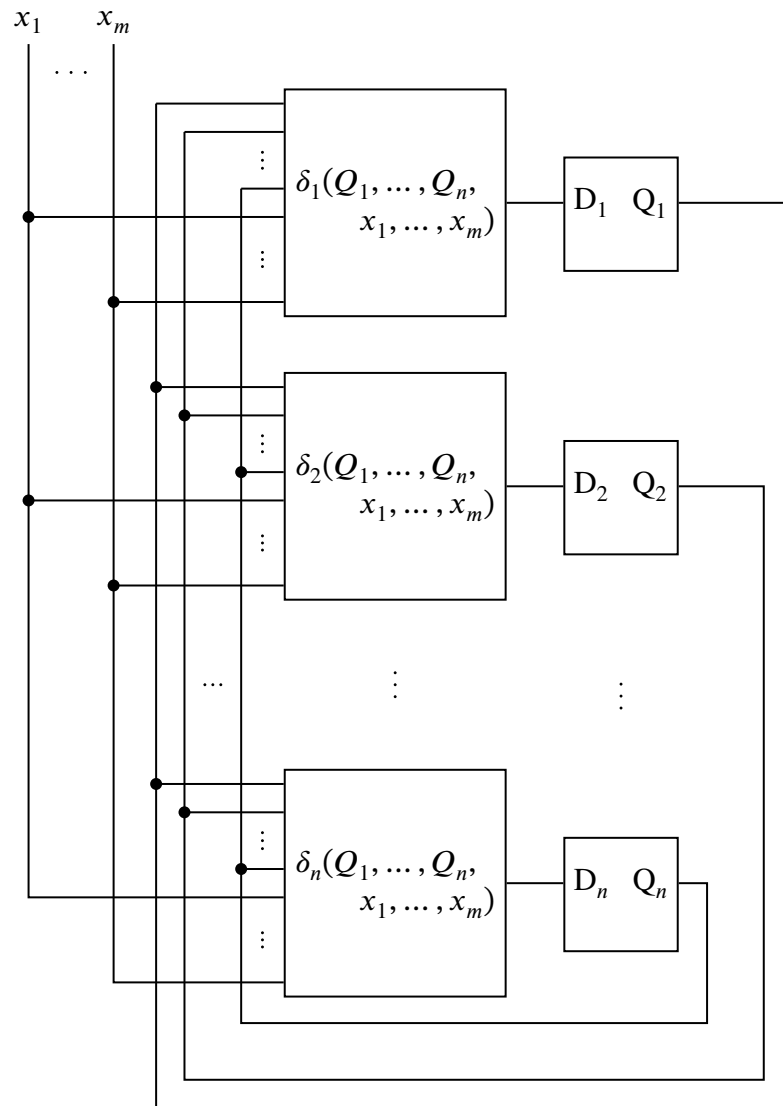 x₁ ... xₘ
δ₁(Q₁, ..., Qₙ,
x₁, ..., xₘ)
D₁ Q₁
δ₂(Q₁, ..., Qₙ,
x₁, ..., xₘ)
D₂ Q₂
δₙ(Q₁, ..., Qₙ,
x₁, ..., xₘ)
Dₙ Qₙ